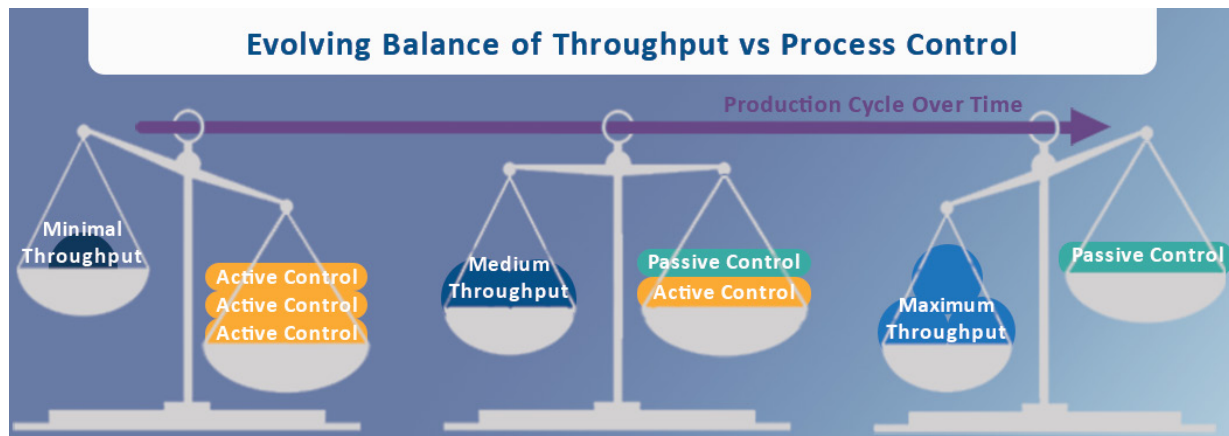 Evolving Balance of Throughput vs Process Control
Production Cycle Over Time
Minimal
Throughput
Active Control
Active Control
Active Control
Medium
Throughput
Passive Control
Active Control
Maximum
Throughput
Passive Control